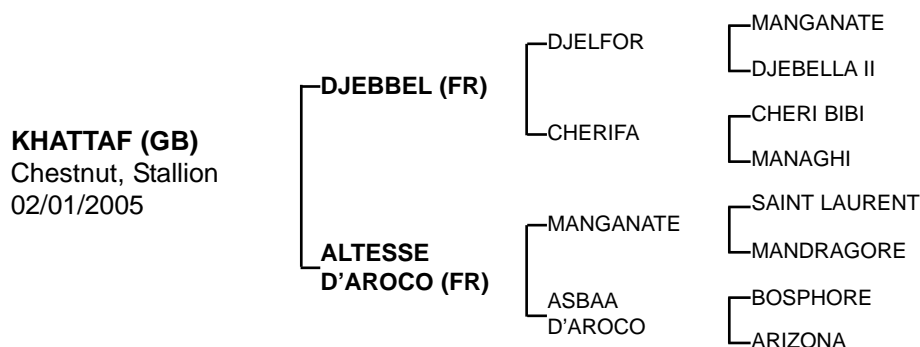 KHATTAF (GB)
Chestnut, Stallion
02/01/2005
DJEBBEL (FR)
ALTESSE
D'AROCO (FR)
DJELFOR
CHERIFA
MANGANATE
ASBAA
D'AROCO
MANGANATE
DJEBELLA II
CHERI BIBI
MANAGHI
SAINT LAURENT
MANDRAGORE
BOSPHORE
ARIZONA